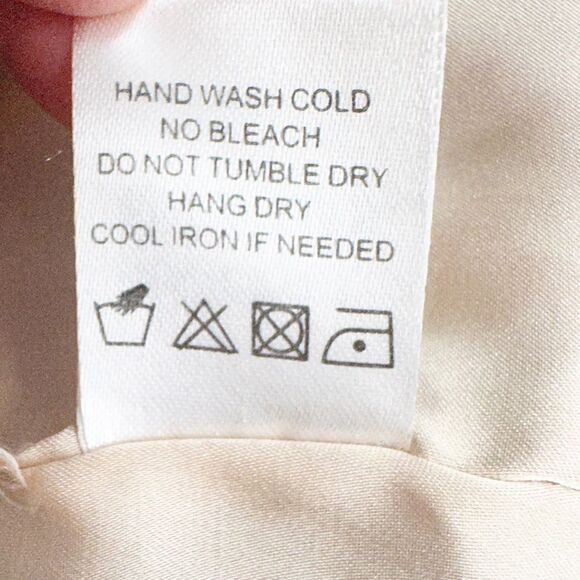 HAND WASH COLD
NO BLEACH
DO NOT TUMBLE DRY
HANG DRY
COOL IRON IF NEEDED